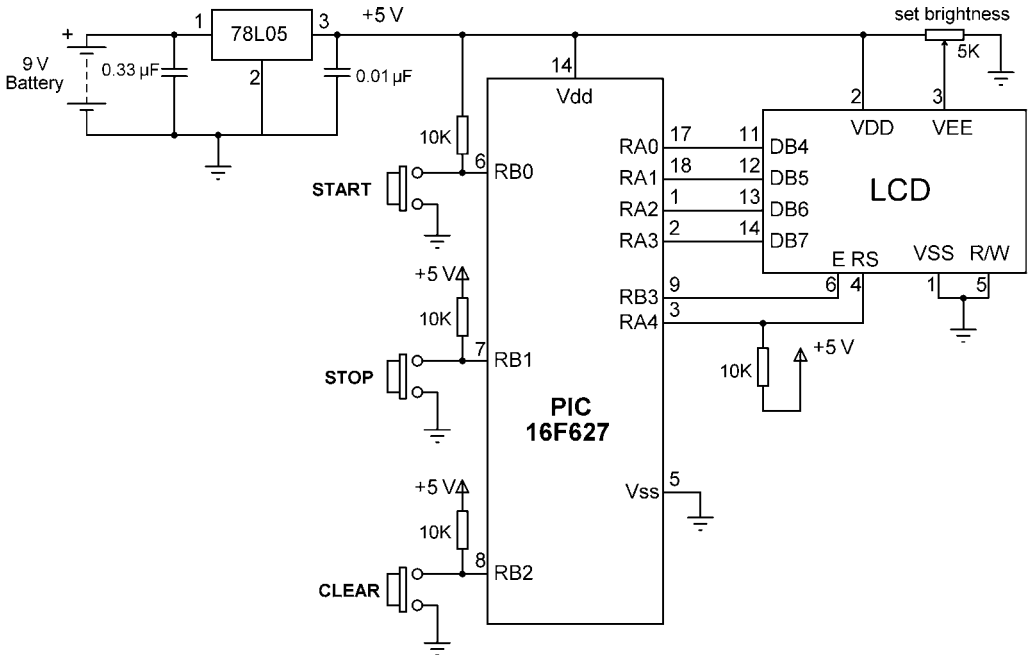 set brightness
+5 V
1
78L05
3
5K
9 V
Battery
+
0.33 µF
2
0.01 µF
14
Vdd
2
3
VDD
VEE
10K
6
RB0
START
RA0
17
11
DB4
RA1
18
12
DB5
LCD
RA2
1
13
DB6
RA3
2
14
DB7
E RS
VSS
R/W
6
4
1
5
RB3
9
RA4
3
+5 V
10K
7
RB1
STOP
+5 V
10K
PIC
16F627
Vss
5
+5 V
10K
8
RB2
CLEAR